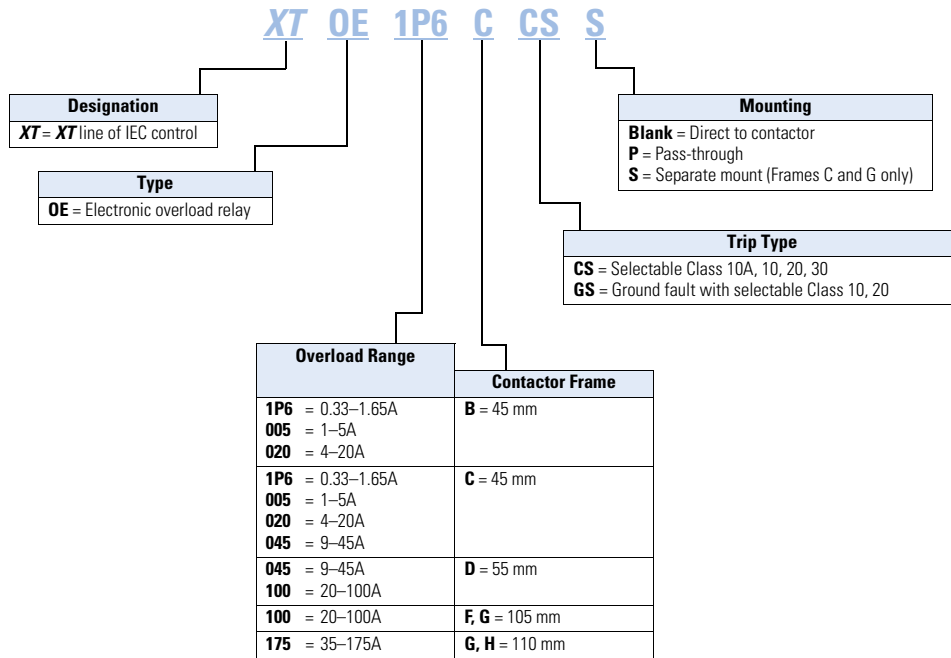 XT OE 1P6 C CS S
Designation
XT = XT line of IEC control
Type
OE = Electronic overload relay
Mounting
Blank = Direct to contactor
P = Pass-through
S = Separate mount (Frames C and G only)
Trip Type
CS = Selectable Class 10A, 10, 20, 30
GS = Ground fault with selectable Class 10, 20
Overload Range
Contactor Frame
1P6 = 0.33–1.65A B = 45 mm
005 = 1–5A
020 = 4–20A
1P6 = 0.33–1.65A C = 45 mm
005 = 1–5A
020 = 4–20A
045 = 9–45A
045 = 9–45A D = 55 mm
100 = 20–100A
100 = 20–100A F, G = 105 mm
175 = 35–175A G, H = 110 mm